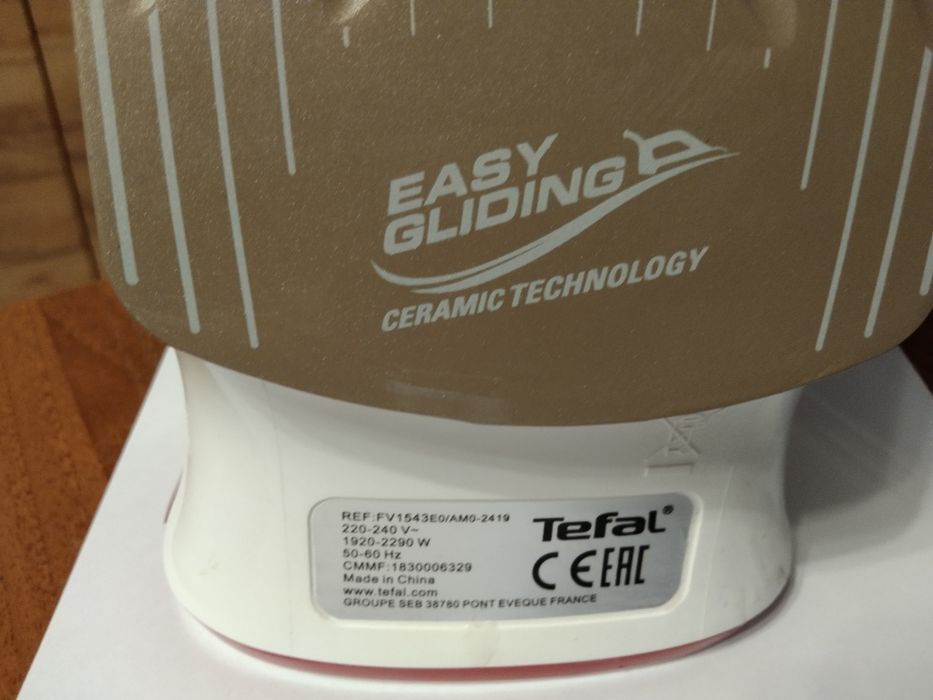 EASY
GLIDING
CERAMIC TECHNOLOGY
REF:FV1543E0/AM0-2419
220-240 V~
1920-2290 W
50-60 Hz
CMMF:1830006329
Made in China
www.tefal.com
GROUPE SEB 38780 PONT EVEQUE FRANCE
Tefal®
CE EAC